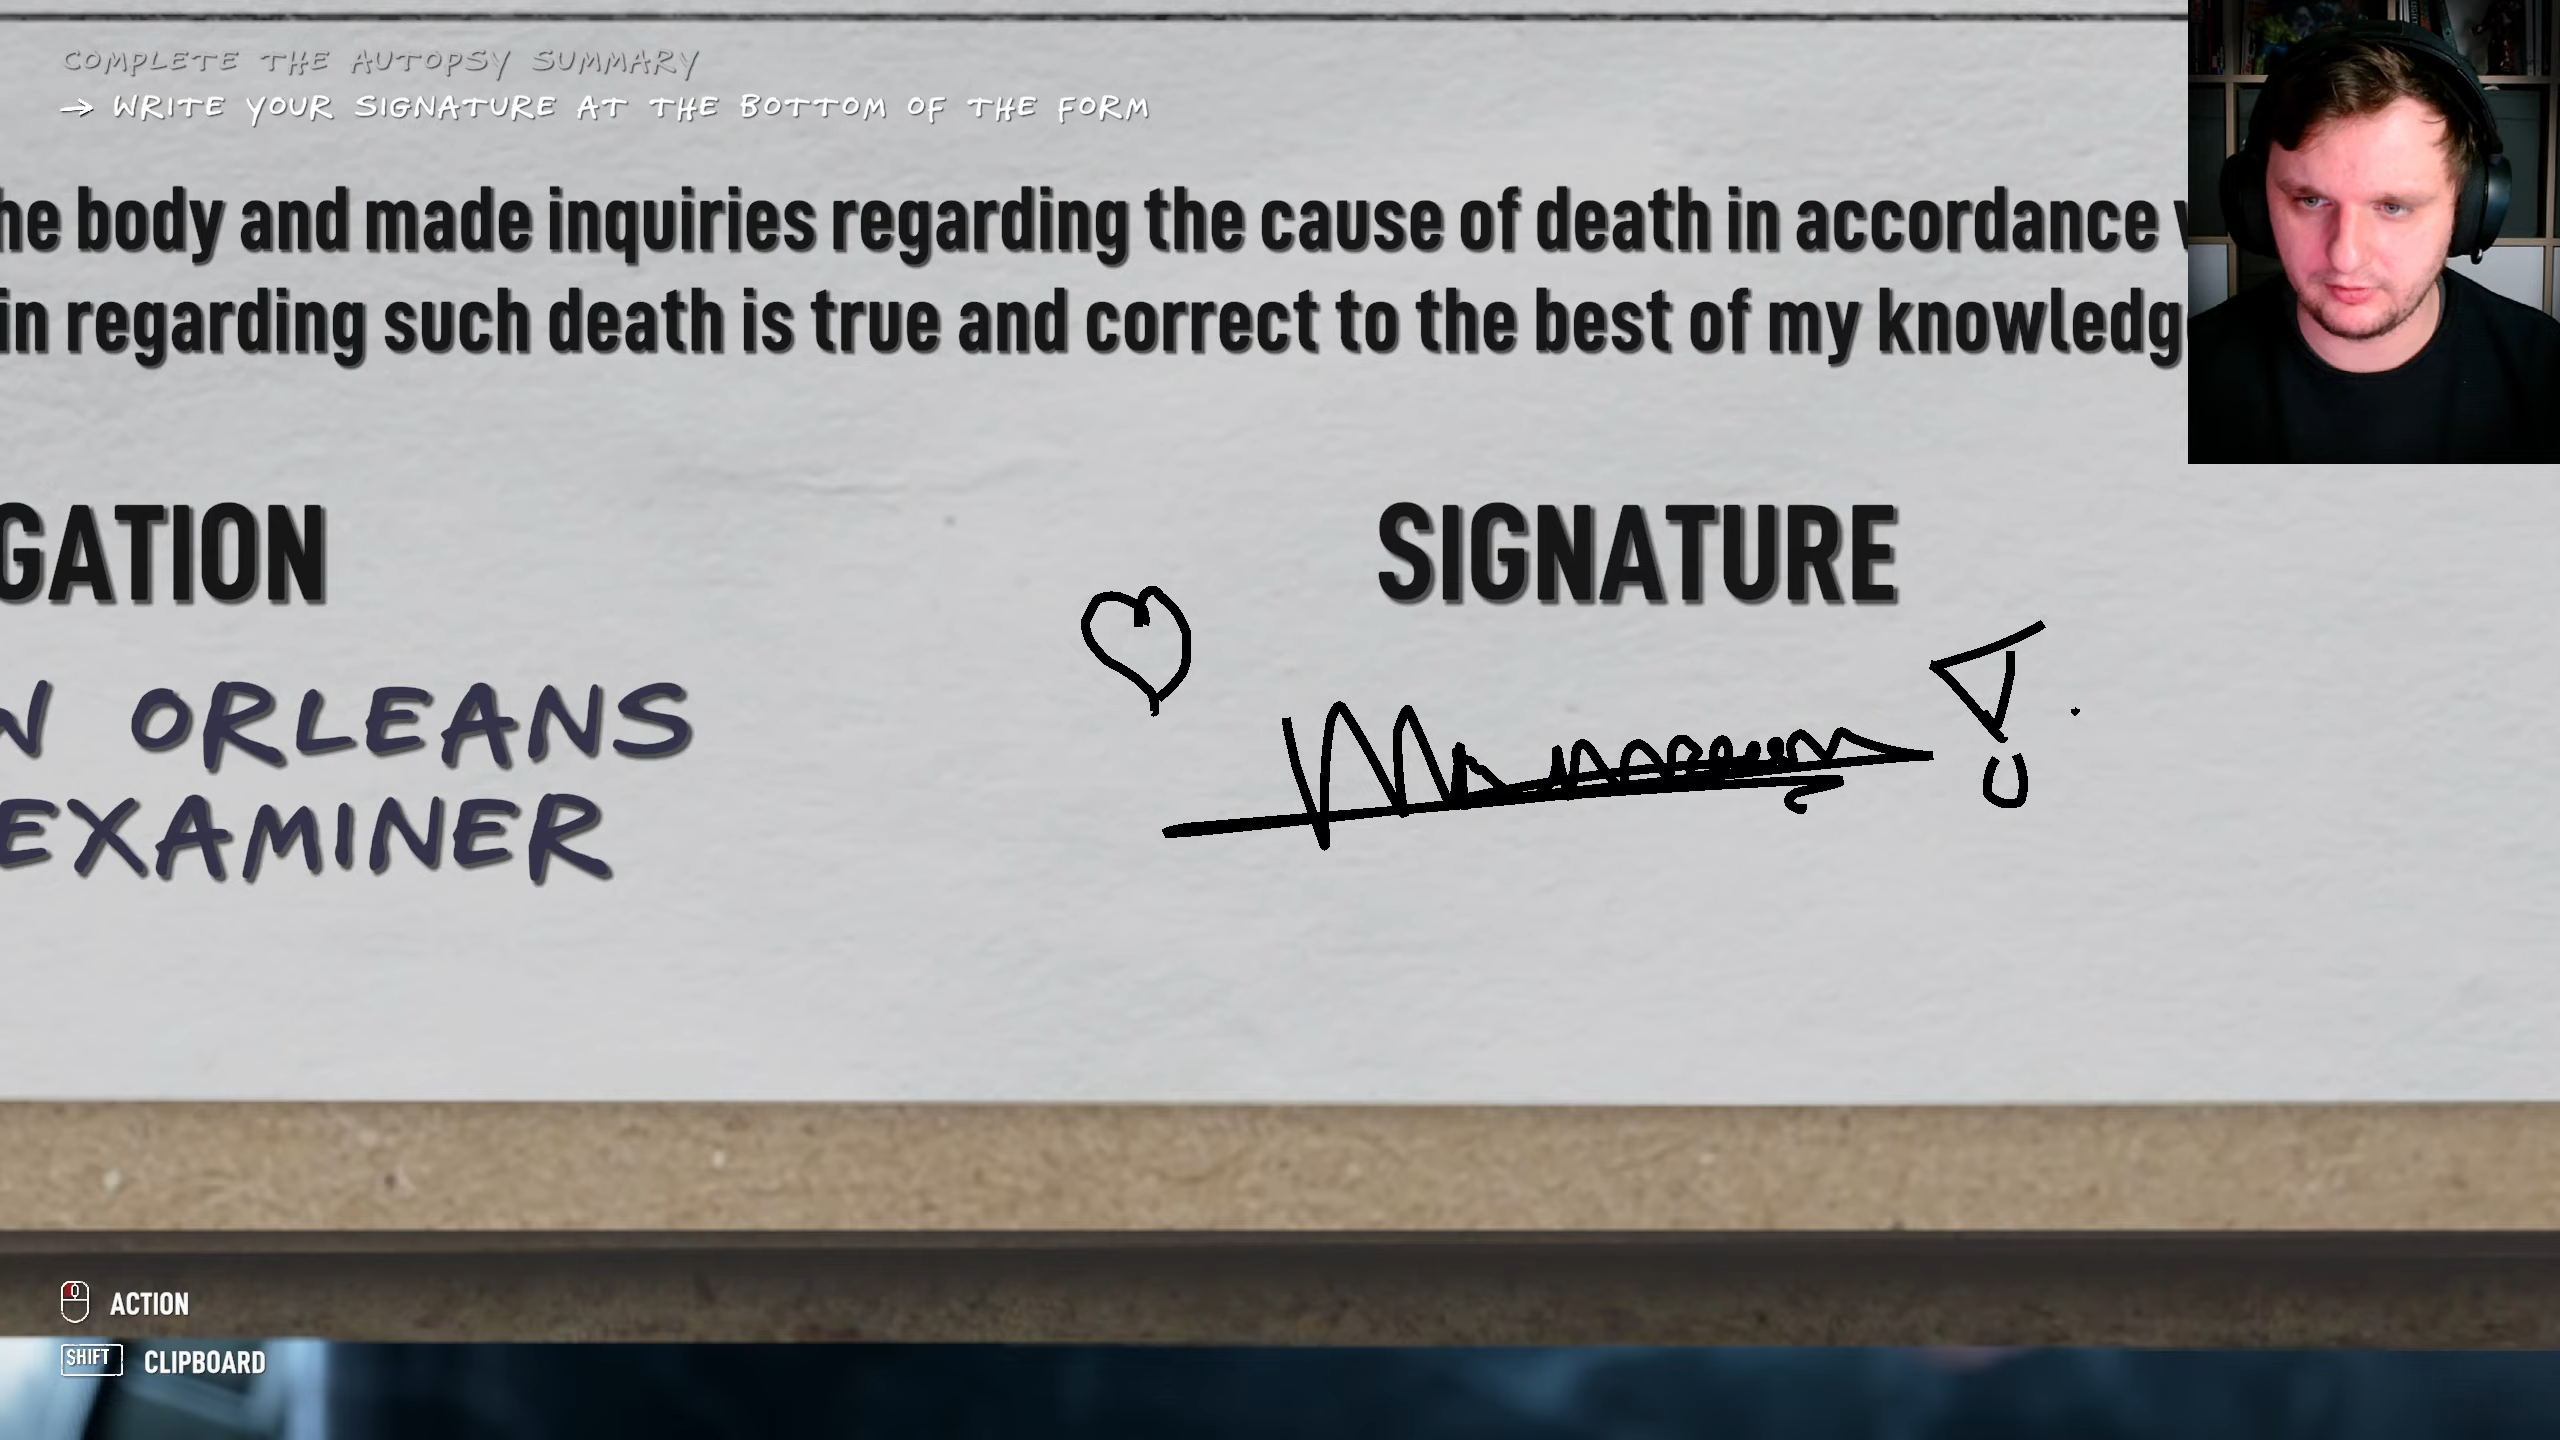 COMPLETE THE AUTOPSY SUMMARY
→ WRITE YOUR SIGNATURE AT THE BOTTOM OF THE FORM
he body and made inquiries regarding the cause of death in accordance
in regarding such death is true and correct to the best of my knowledg
GATION
SIGNATURE
W ORLEANS
EXAMINER
ACTION
SHIFT CLIPBOARD